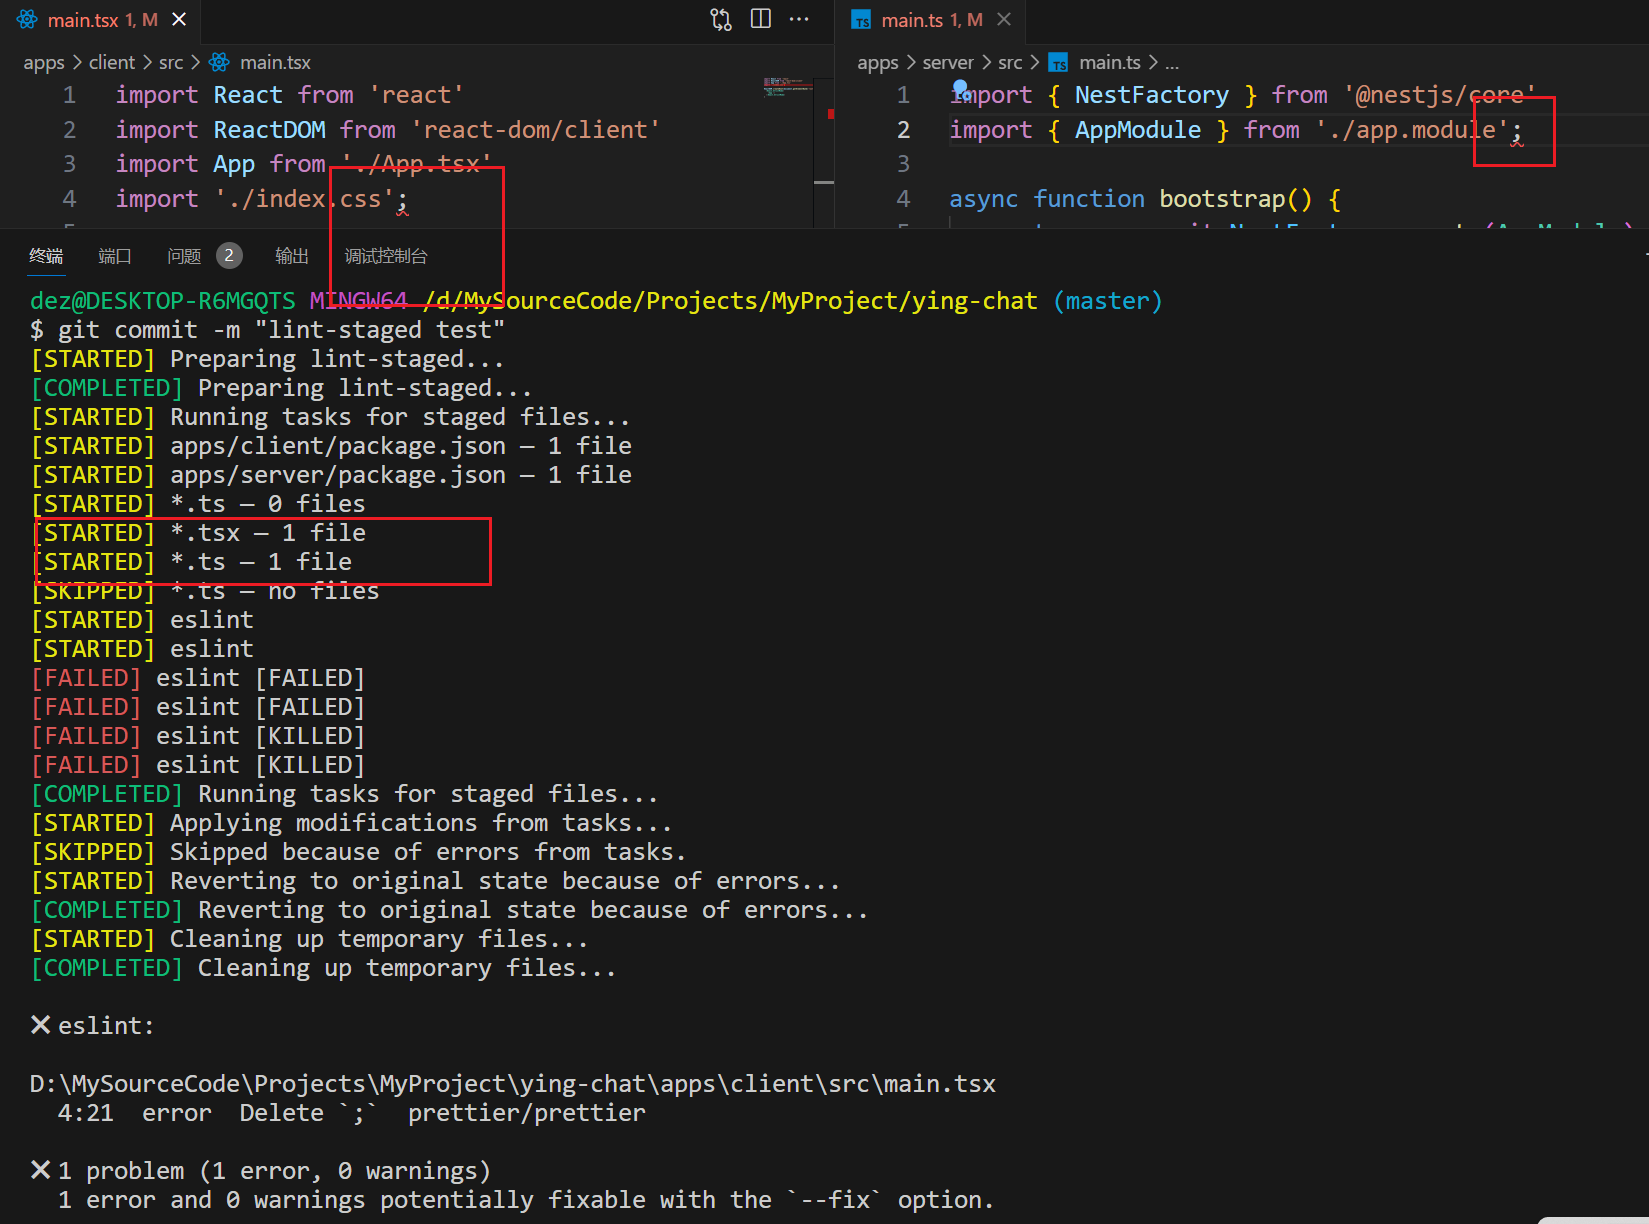 main.tsx 1, M
apps > client > src > main.tsx
1 import React from 'react'
2 import ReactDOM from 'react-dom/client'
3 import App from './App.tsx'
4 import './index.css';
main.ts 1, M
apps > server > src > main.ts > ...
1 import { NestFactory } from '@nestjs/core'
2 import { AppModule } from './app.module';
3
4 async function bootstrap() {
终端 端口 问题 2 输出 调试控制台
dez@DESKTOP-R6MGQTS MINGW64 /d/MySourceCode/Projects/MyProject/ying-chat (master)
$ git commit -m "lint-staged test"
[STARTED] Preparing lint-staged...
[COMPLETED] Preparing lint-staged...
[STARTED] Running tasks for staged files...
[STARTED] apps/client/package.json — 1 file
[STARTED] apps/server/package.json — 1 file
[STARTED] *.ts — 0 files
[STARTED] *.tsx — 1 file
[STARTED] *.ts — 1 file
[SKIPPED] *.ts — no files
[STARTED] eslint
[STARTED] eslint
[FAILED] eslint [FAILED]
[FAILED] eslint [FAILED]
[FAILED] eslint [KILLED]
[FAILED] eslint [KILLED]
[COMPLETED] Running tasks for staged files...
[STARTED] Applying modifications from tasks...
[SKIPPED] Skipped because of errors from tasks.
[STARTED] Reverting to original state because of errors...
[COMPLETED] Reverting to original state because of errors...
[STARTED] Cleaning up temporary files...
[COMPLETED] Cleaning up temporary files...
✖ eslint:
D:\MySourceCode\Projects\MyProject\ying-chat\apps\client\src\main.tsx
4:21 error Delete `;` prettier/prettier
✖ 1 problem (1 error, 0 warnings)
1 error and 0 warnings potentially fixable with the `--fix` option.